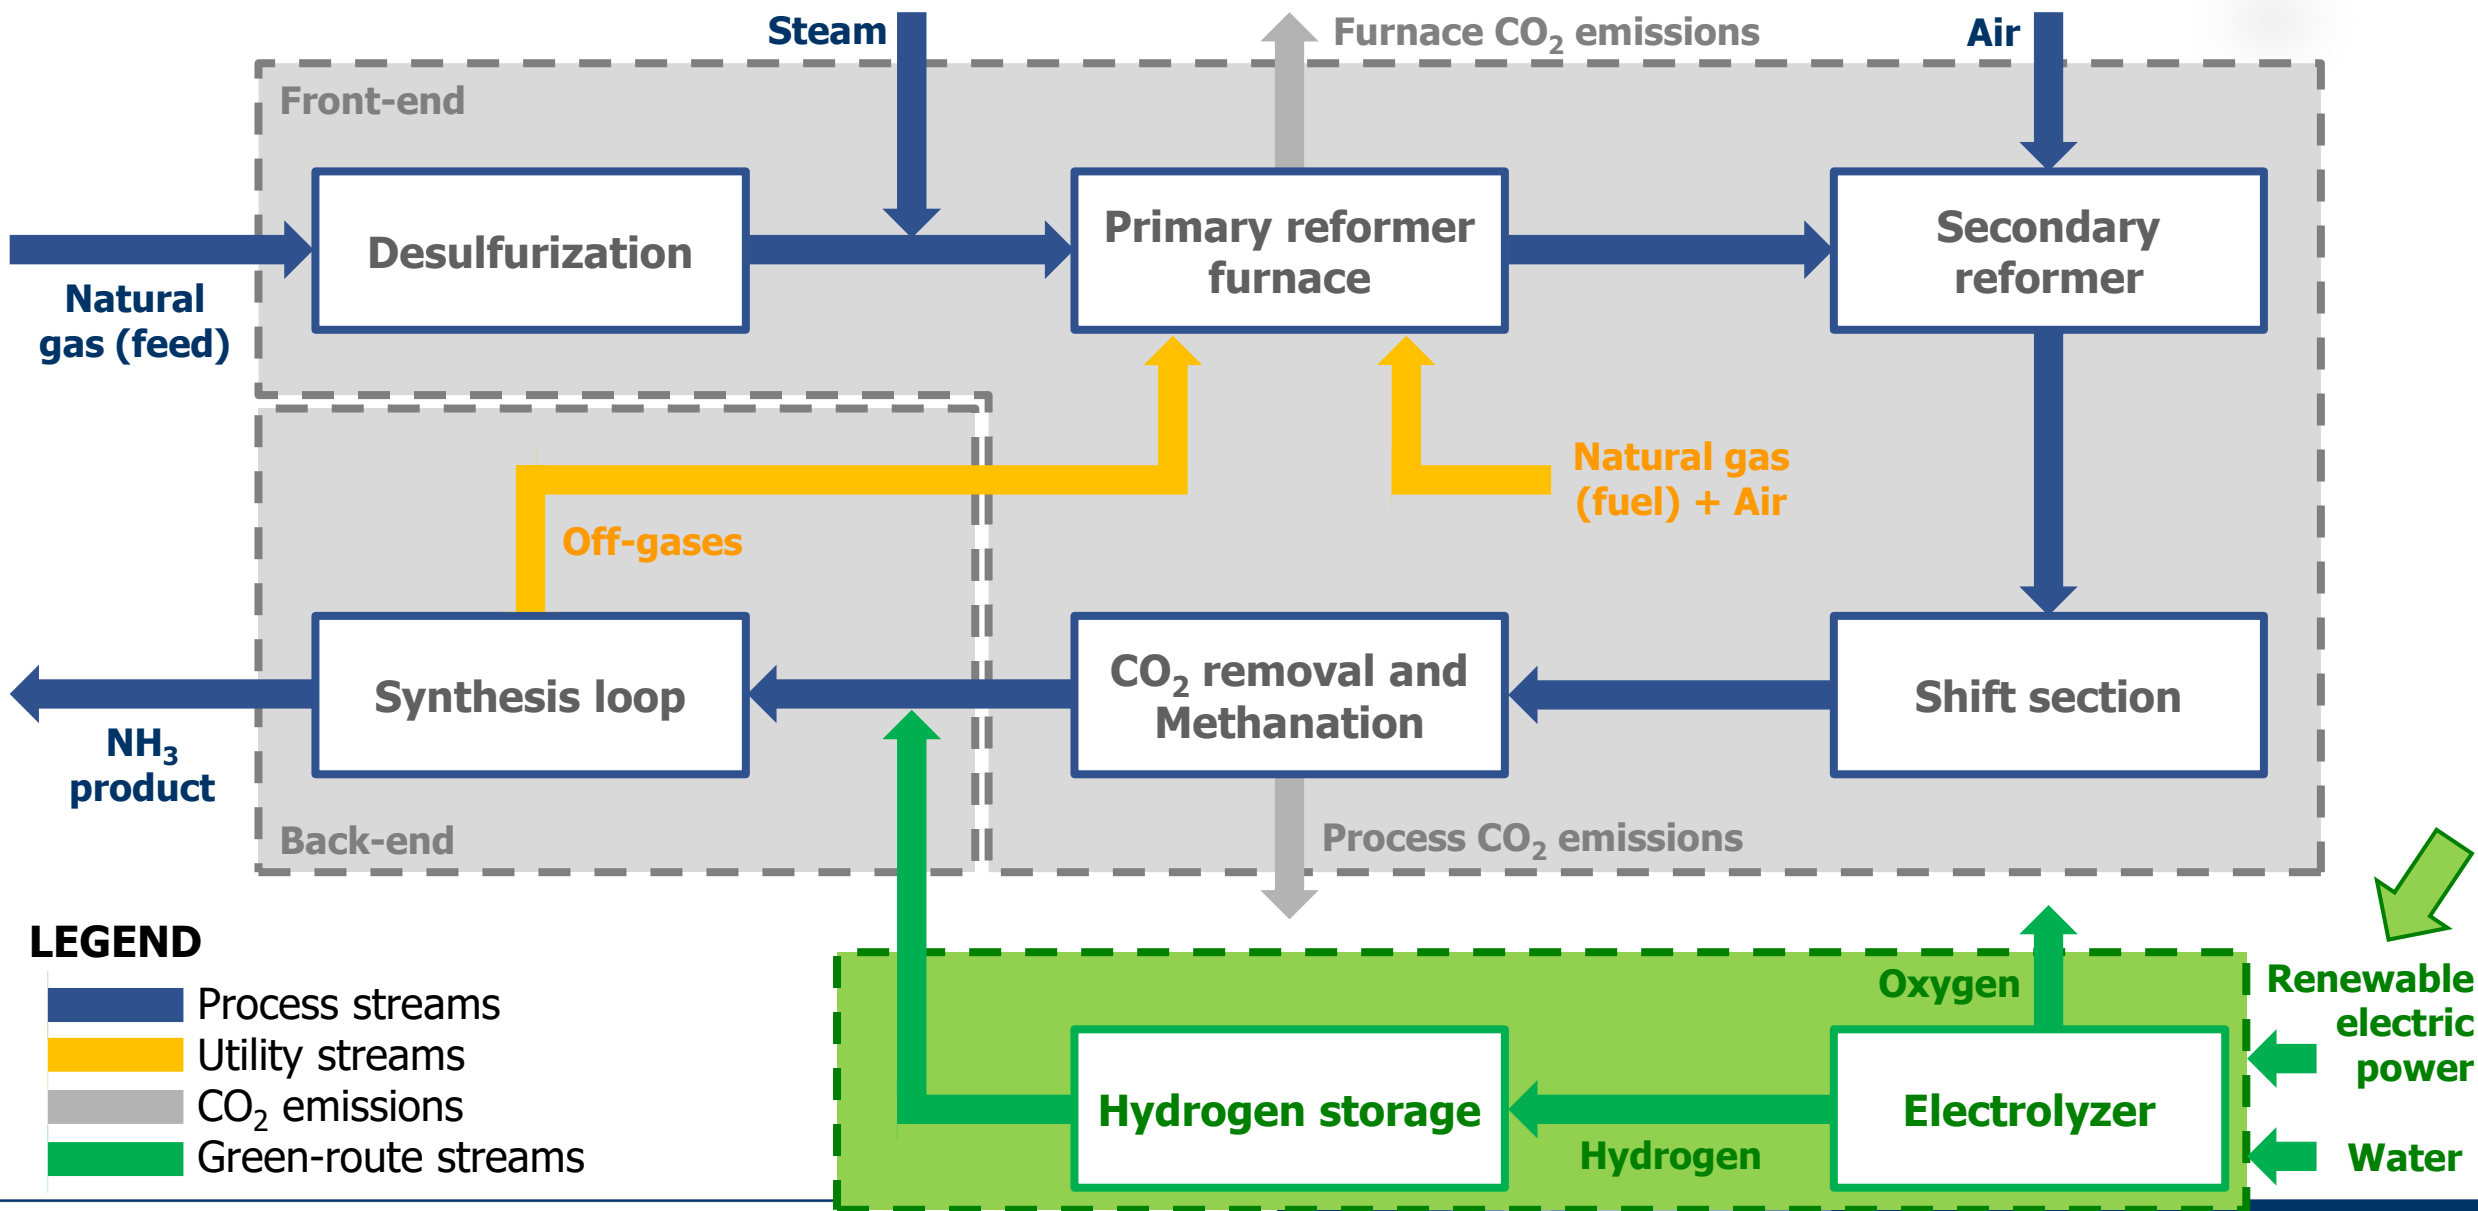 Steam
Furnace CO₂ emissions
Air
Front-end
Desulfurization
Primary reformer
furnace
Secondary
reformer
Natural
gas (feed)
Natural gas
(fuel) + Air
Off-gases
Synthesis loop
CO₂ removal and
Methanation
Shift section
NH₃
product
Back-end
Process CO₂ emissions
LEGEND
Process streams
Utility streams
CO₂ emissions
Green-route streams
Oxygen
Renewable
electric
power
Hydrogen storage
Electrolyzer
Hydrogen
Water